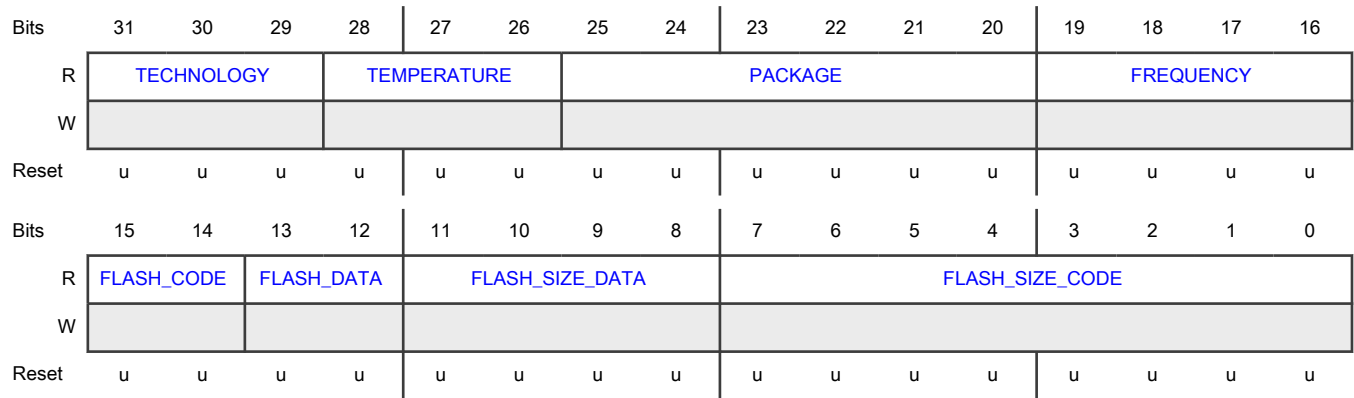 Bits 31 30 29 28 27 26 25 24 23 22 21 20 19 18 17 16
R TECHNOLOGY TEMPERATURE PACKAGE FREQUENCY
W
Reset u u u u u u u u u u u u u u u u
Bits 15 14 13 12 11 10 9 8 7 6 5 4 3 2 1 0
R FLASH_CODE FLASH_DATA FLASH_SIZE_DATA FLASH_SIZE_CODE
W
Reset u u u u u u u u u u u u u u u u